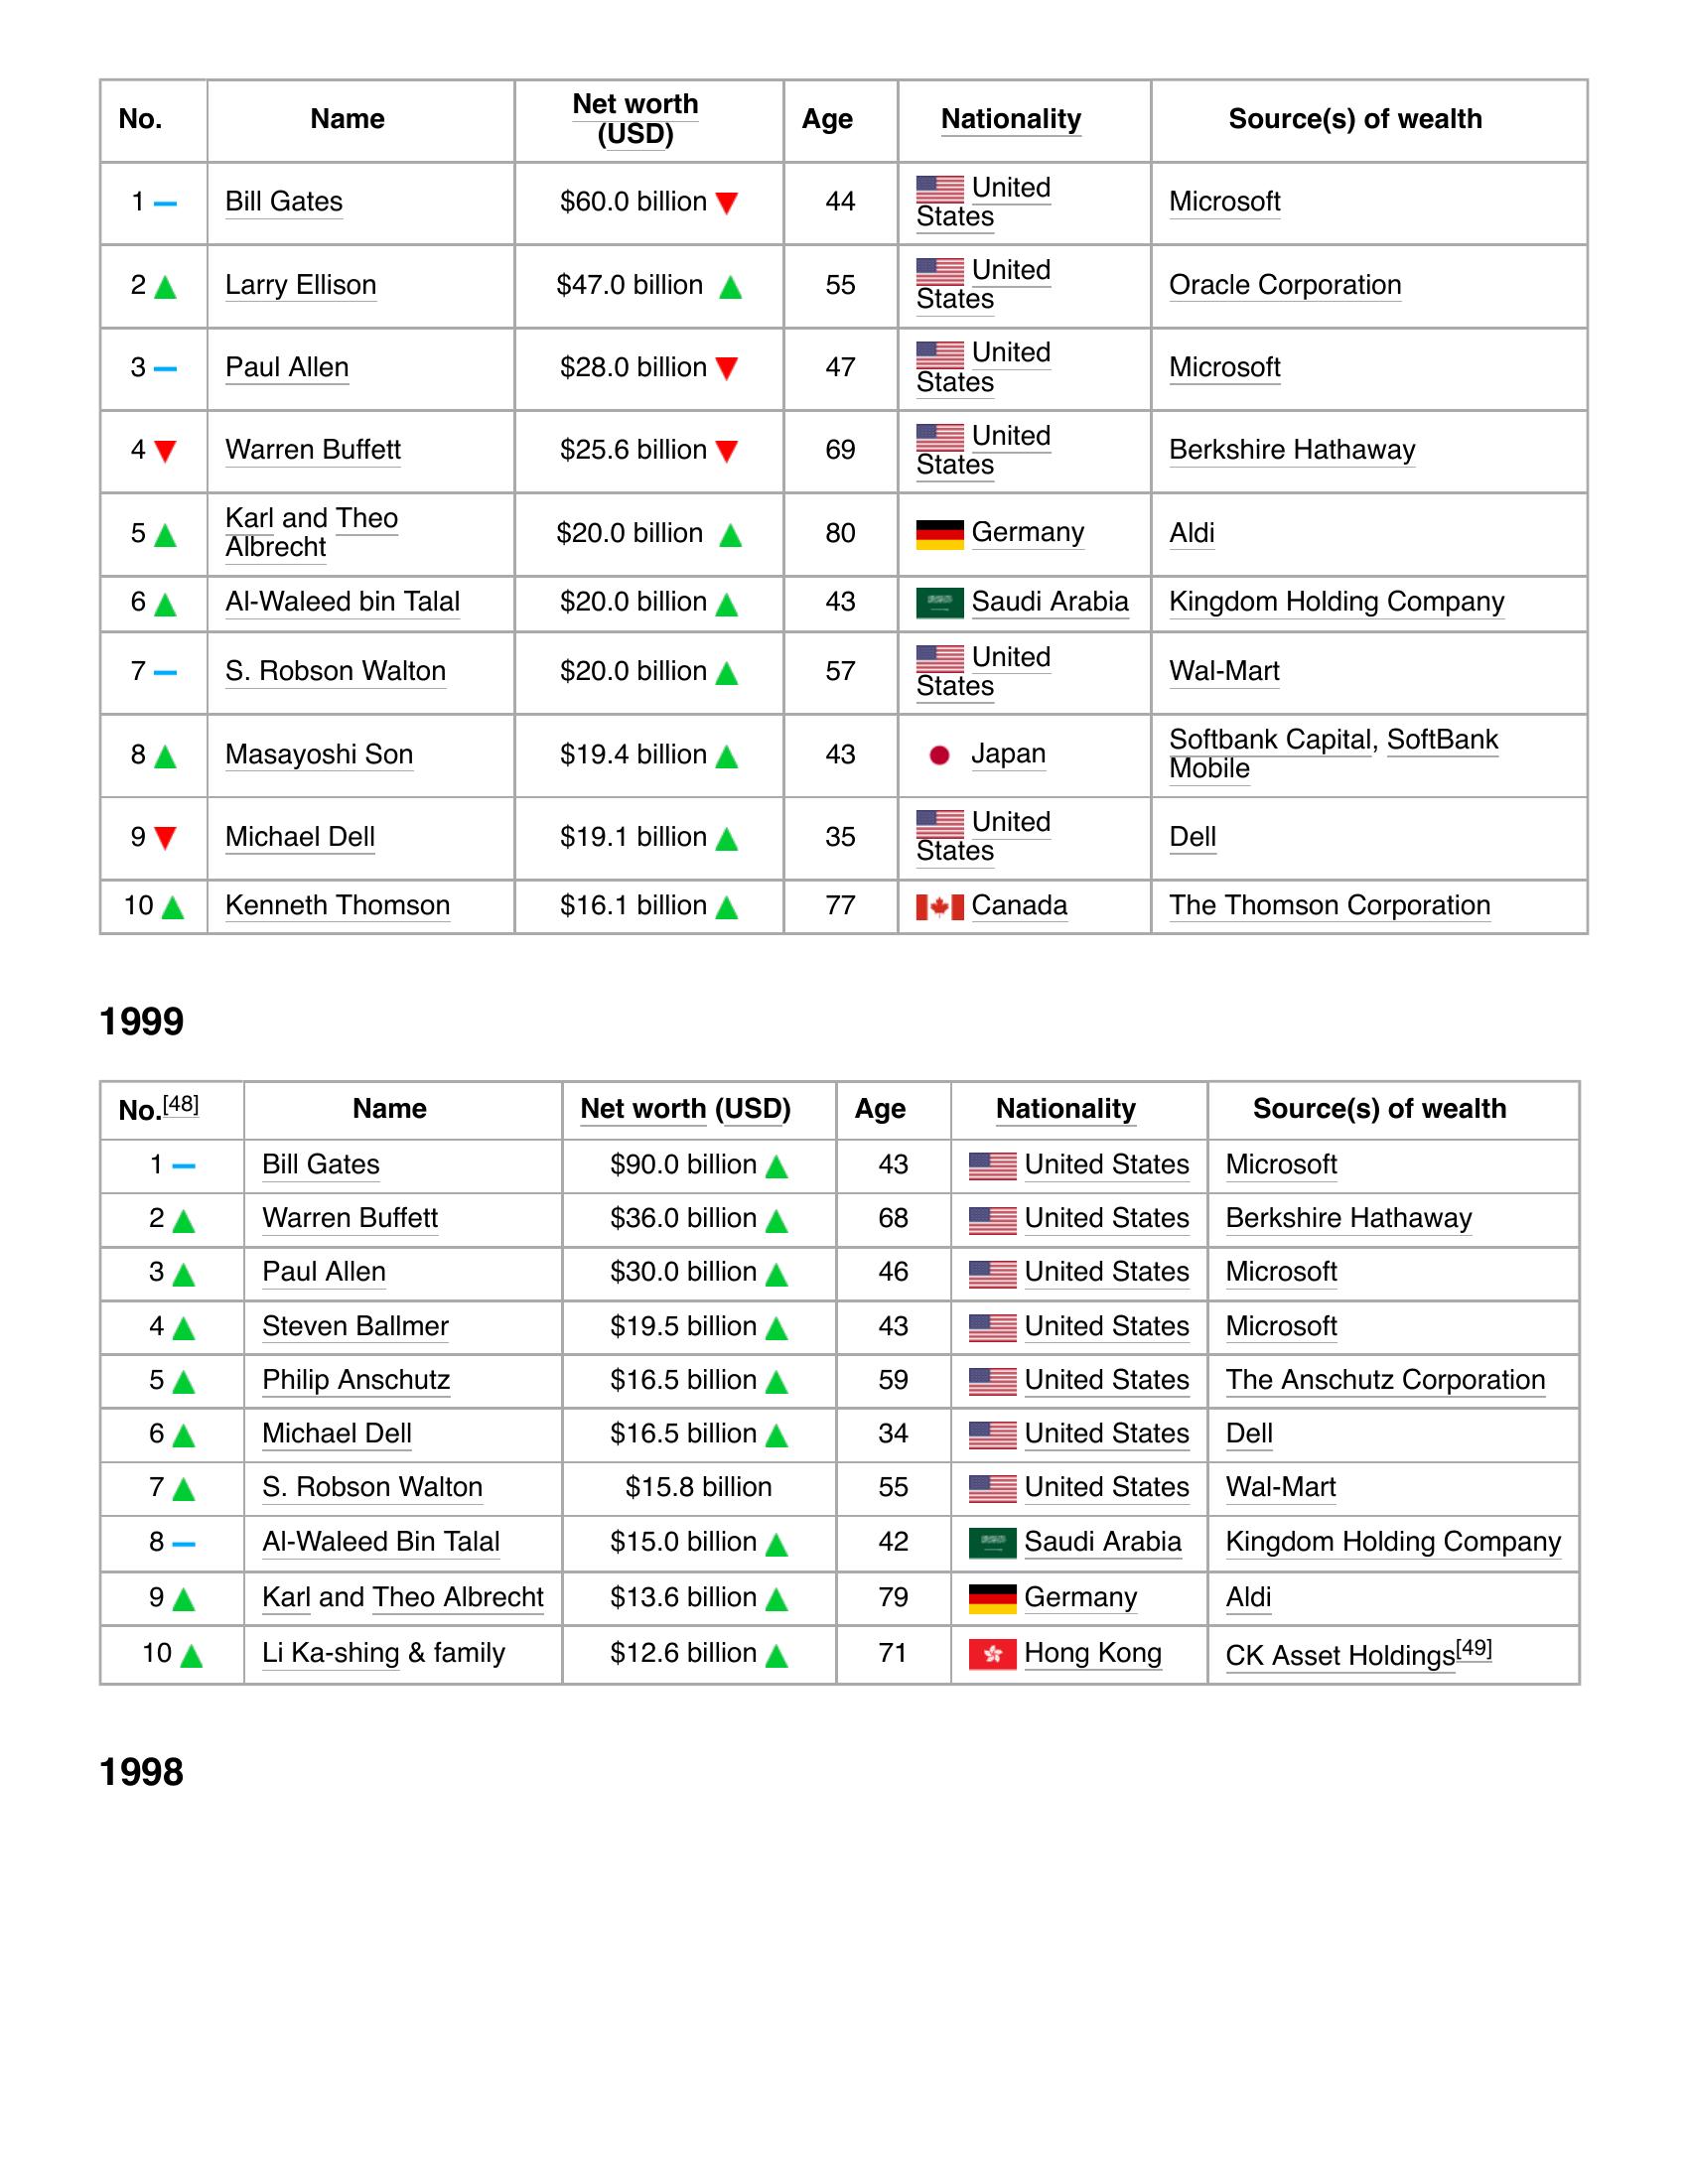 No. Name Net worth (USD) Age Nationality Source(s) of wealth
1 Bill Gates $60.0 billion 44 United States Microsoft
2 Larry Ellison $47.0 billion 55 United States Oracle Corporation
3 Paul Allen $28.0 billion 47 United States Microsoft
4 Warren Buffett $25.6 billion 69 United States Berkshire Hathaway
5 Karl and Theo Albrecht $20.0 billion 80 Germany Aldi
6 Al-Waleed bin Talal $20.0 billion 43 Saudi Arabia Kingdom Holding Company
7 S. Robson Walton $20.0 billion 57 United States Wal-Mart
8 Masayoshi Son $19.4 billion 43 Japan Softbank Capital, SoftBank Mobile
9 Michael Dell $19.1 billion 35 United States Dell
10 Kenneth Thomson $16.1 billion 77 Canada The Thomson Corporation
1999
No.[48] Name Net worth (USD) Age Nationality Source(s) of wealth
1 Bill Gates $90.0 billion 43 United States Microsoft
2 Warren Buffett $36.0 billion 68 United States Berkshire Hathaway
3 Paul Allen $30.0 billion 46 United States Microsoft
4 Steven Ballmer $19.5 billion 43 United States Microsoft
5 Philip Anschutz $16.5 billion 59 United States The Anschutz Corporation
6 Michael Dell $16.5 billion 34 United States Dell
7 S. Robson Walton $15.8 billion 55 United States Wal-Mart
8 Al-Waleed Bin Talal $15.0 billion 42 Saudi Arabia Kingdom Holding Company
9 Karl and Theo Albrecht $13.6 billion 79 Germany Aldi
10 Li Ka-shing & family $12.6 billion 71 Hong Kong CK Asset Holdings[49]
1998